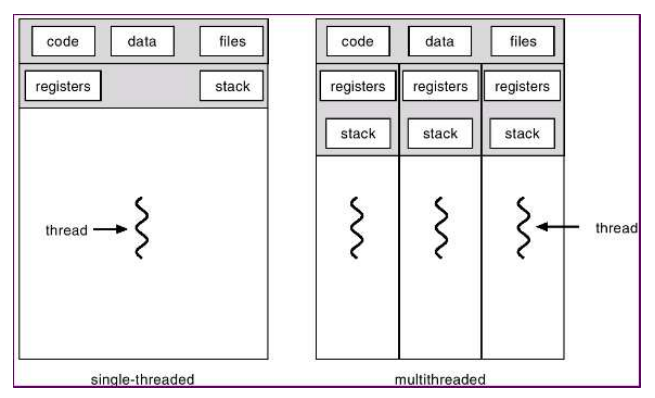 code data files
registers stack
thread
single-threaded
code data files
registers registers registers
stack stack stack
thread
multithreaded